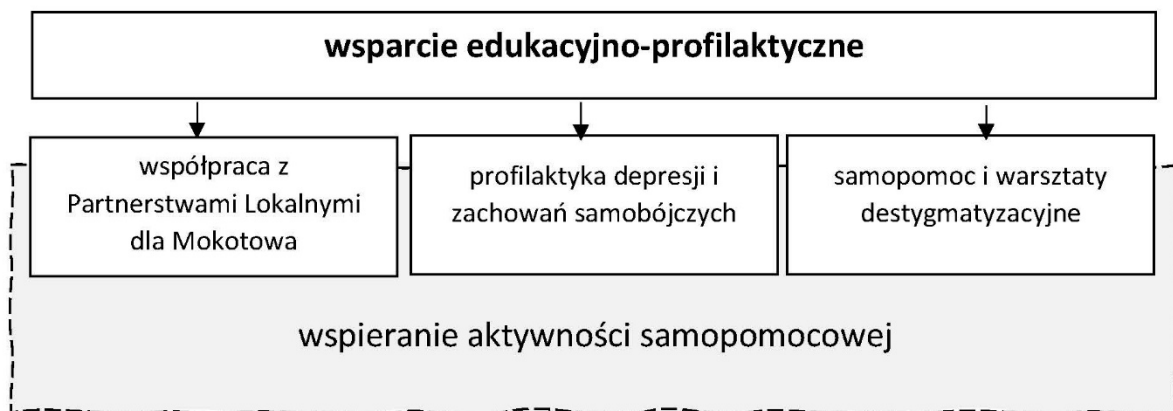 wsparcie edukacyjno-profilaktyczne
współpraca z
Partnerstwami Lokalnymi
dla Mokotowa
profilaktyka depresji i
zachowań samobójczych
samopomoc i warsztaty
destygmatyzacyjne
wspieranie aktywności samopomocowej